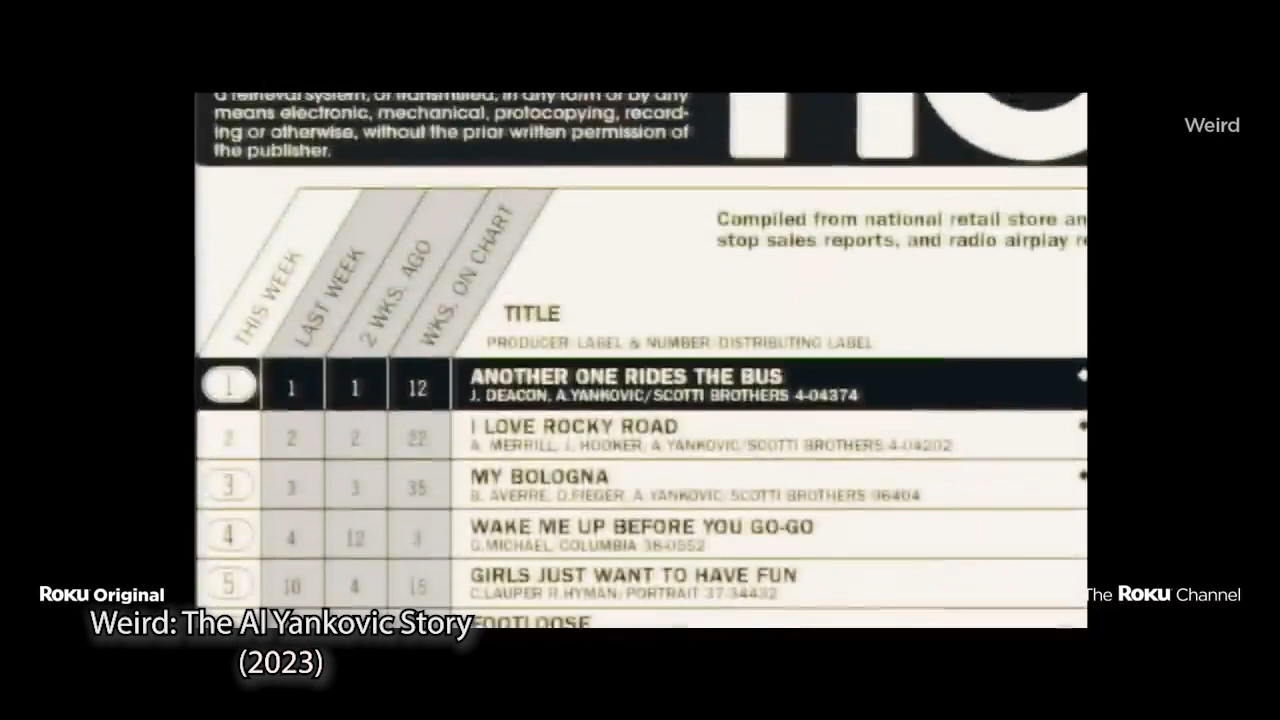 a retrieval system, or transmitted, in any form or by any
means electronic, mechanical, protocopying, record-
ing or otherwise, without the prior written permission of
the publisher.
Weird
Compiled from national retail store an
stop sales reports, and radio airplay re
THIS WEEK
LAST WEEK
2 WKS. AGO
WKS. ON CHART
TITLE
PRODUCER LABEL & NUMBER DISTRIBUTING LABEL
1 1 1 12 ANOTHER ONE RIDES THE BUS
J. DEACON, A.YANKOVIC/SCOTTI BROTHERS 4-04374
2 2 2 22 I LOVE ROCKY ROAD
A. MERRILL, J. HOOKER, A YANKOVIC/SCOTTI BROTHERS 4-04202
3 3 3 35 MY BOLOGNA
B. AVERRE, D.FIEGER, A YANKOVIC SCOTTI BROTHERS 06404
4 4 12 WAKE ME UP BEFORE YOU GO-GO
G.MICHAEL, COLUMBIA 38-0552
5 10 4 15 GIRLS JUST WANT TO HAVE FUN
C.LAUPER R.HYMAN, PORTRAIT 37-34432
FOOTLOOSE
Roku Original
The Roku Channel
Weird: The Al Yankovic Story
(2023)